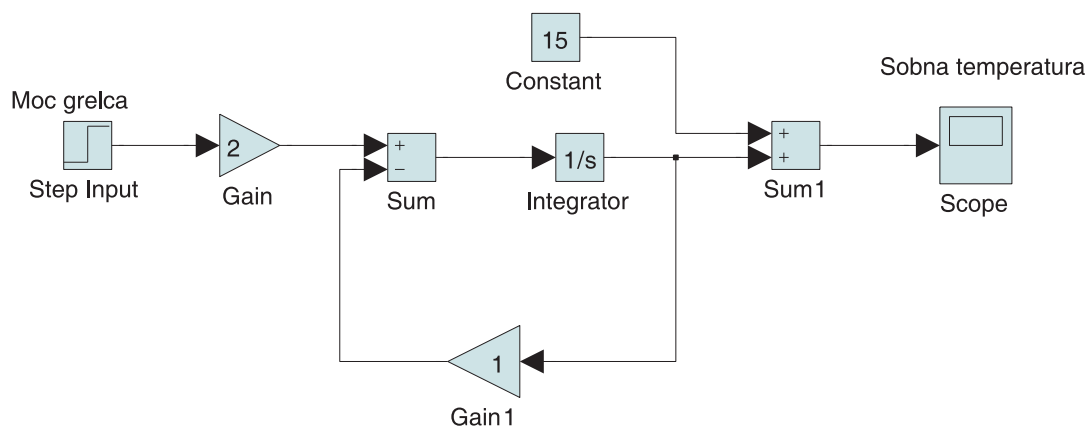 15
Constant
Sobna temperatura
Moc grelca
Step Input
2
Gain
+
−
Sum
1/s
Integrator
+
+
Sum1
Scope
1
Gain1